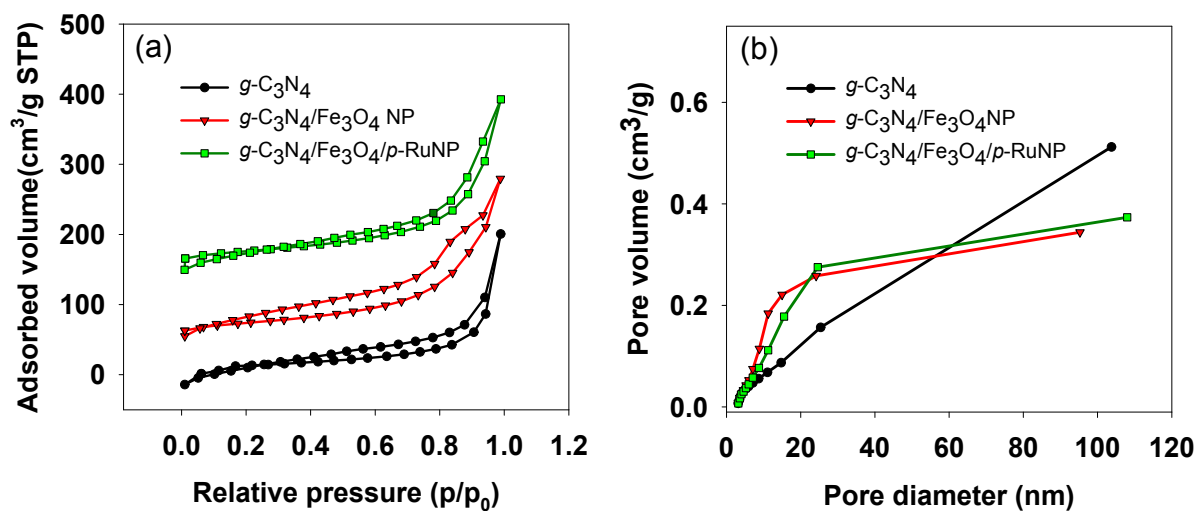 (a)
g-C3N4
g-C3N4/Fe3O4 NP
g-C3N4/Fe3O4/p-RuNP
Adsorbed volume(cm3/g STP)
500
400
300
200
100
0
0.0 0.2 0.4 0.6 0.8 1.0 1.2
Relative pressure (p/p0)
(b)
g-C3N4
g-C3N4/Fe3O4NP
g-C3N4/Fe3O4/p-RuNP
Pore volume (cm3/g)
0.6
0.4
0.2
0.0
0 20 40 60 80 100 120
Pore diameter (nm)